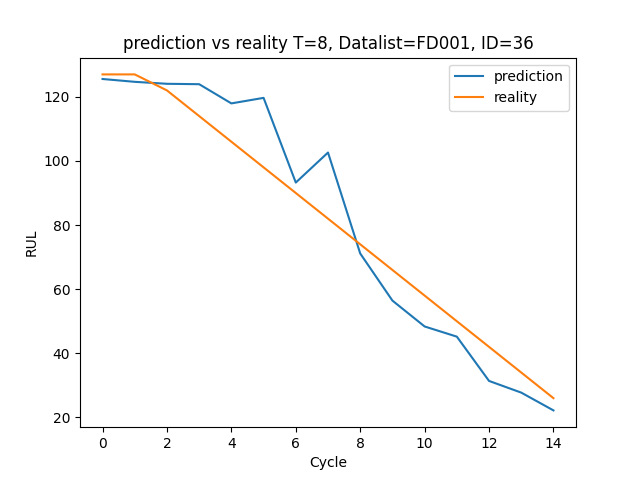 prediction vs reality T=8, Datalist=FD001, ID=36
prediction
reality
120
100
80
60
40
20
RUL
0 2 4 6 8 10 12 14
Cycle